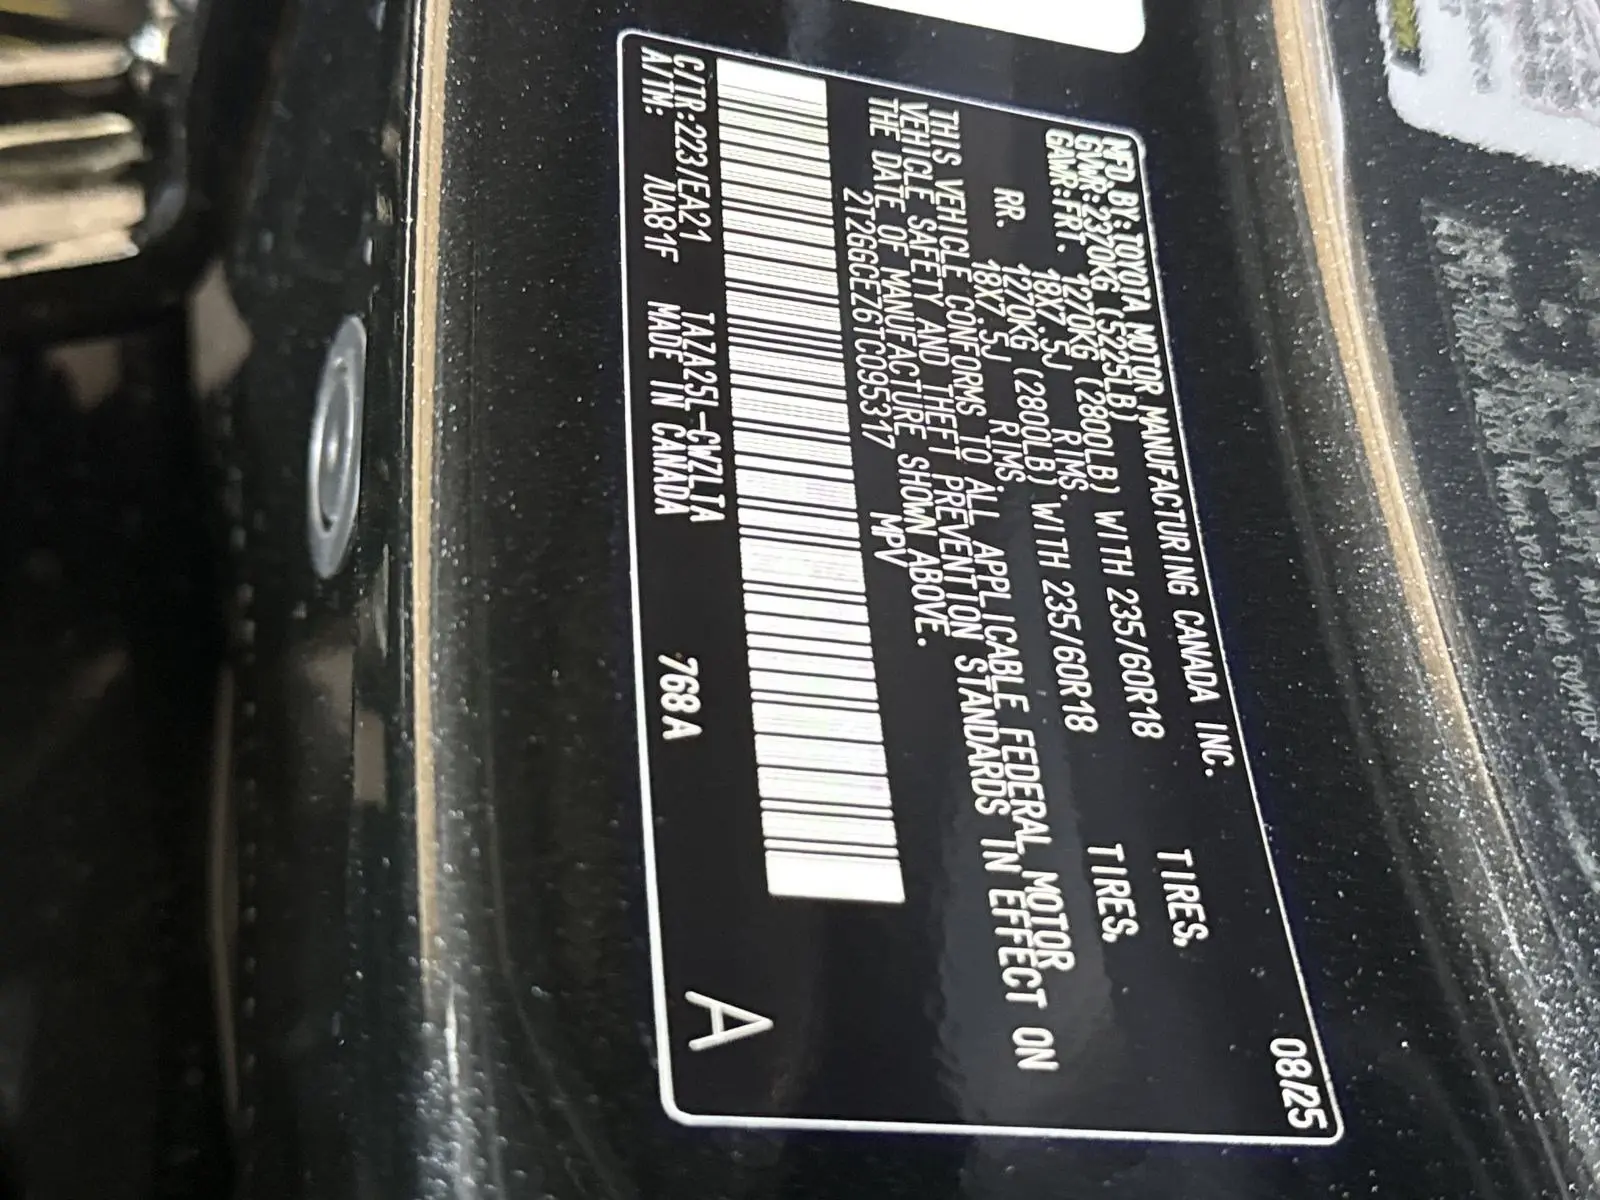 MFD.BY:TOYOTA MOTOR MANUFACTURING CANADA INC. 08/25
GVWR:2370KG (5225LB)
GAWR:FRT. 1270KG (2800LB) WITH 235/60R18 TIRES,
18X7.5J RIMS.
RR. 1270KG (2800LB) WITH 235/60R18 TIRES,
18X7.5J RIMS.
THIS VEHICLE CONFORMS TO ALL APPLICABLE FEDERAL MOTOR
VEHICLE SAFETY AND THEFT PREVENTION STANDARDS IN EFFECT ON
THE DATE OF MANUFACTURE SHOWN ABOVE.
2T2GGCEZ6TC095317 MPV
C/TR:223/EA21 TAZA25L-CWZLTA A
A/TM: /UA81F MADE IN CANADA 768A